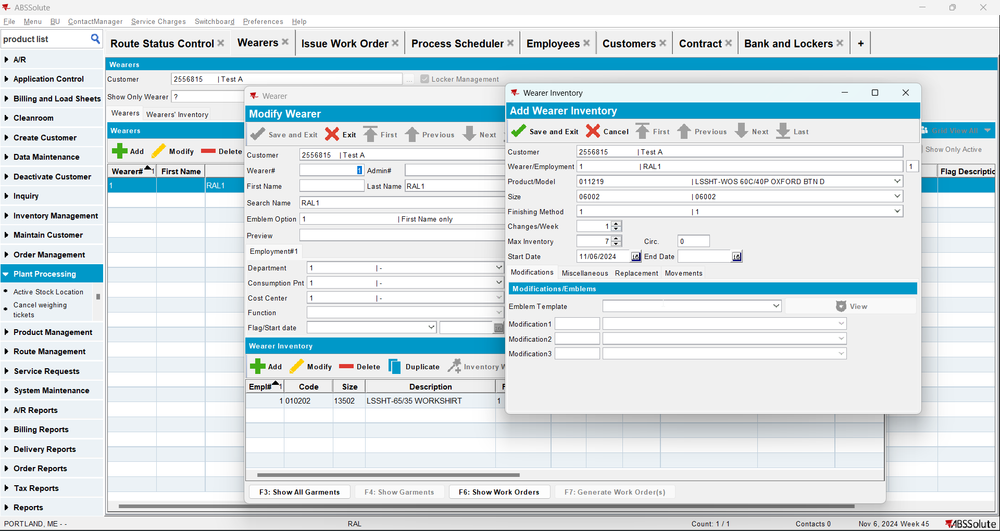 ABSSolute
File Menu BU ContactManager Service Charges Switchboard Preferences Help
product list
Route Status Control Wearers Issue Work Order Process Scheduler Employees Customers Contract Bank and Lockers +
A/R
Application Control
Billing and Load Sheets
Cleanroom
Create Customer
Data Maintenance
Deactivate Customer
Inquiry
Inventory Management
Maintain Customer
Order Management
Plant Processing
Active Stock Location
Cancel weighing
tickets
Product Management
Route Management
Service Requests
System Maintenance
A/R Reports
Billing Reports
Delivery Reports
Order Reports
Tax Reports
Reports
Wearers
Customer 2556815 | Test A ... Locker Management
Show Only Wearer ?
Wearers Wearers' Inventory
Wearers
Grid View All
Add Modify Delete
Show Only Active
Wearer# 1 First Name
Flag Descriptio
1 RAL1
Wearer
Modify Wearer
Save and Exit Exit First Previous Next
Customer 2556815 | Test A
Wearer# 1 Admin#
First Name Last Name RAL1
Search Name RAL1
Emblem Option 1 | First Name only
Preview
Employment#1
Department 1 | -
Consumption Pnt 1 | -
Cost Center 1 | -
Function
Flag/Start date 16
Wearer Inventory
Add Modify Delete Duplicate Inventory W
Empl# 1 Code Size Description F
1 010202 13502 LSSHT-65/35 WORKSHIRT 1
F3: Show All Garments F4: Show Garments F6: Show Work Orders F7: Generate Work Order(s)
Wearer Inventory
Add Wearer Inventory
Save and Exit Cancel First Previous Next Last
Customer 2556815 | Test A
Wearer/Employment 1 | RAL1 1
Product/Model 011219 | LSSHT-WOS 60C/40P OXFORD BTN D
Size 06002 | 06002
Finishing Method 1 | 1
Changes/Week 1
Max Inventory 7 Circ. 0
Start Date 11/06/2024 16 End Date 16
Modifications Miscellaneous Replacement Movements
Modifications/Emblems
Emblem Template View
Modification1
Modification2
Modification3
PORTLAND, ME - - RAL Count: 1 / 1 Contacts 0 Nov 6, 2024 Week 45 ABSSolute